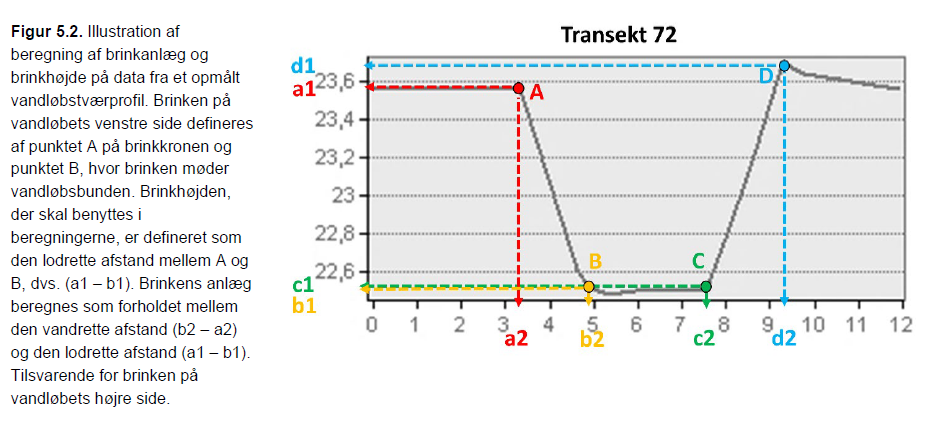 Figur 5.2. Illustration af
beregning af brinkanlæg og
brinkhøjde på data fra et opmålt
vandløbstværprofil. Brinken på
vandløbets venstre side defineres
af punktet A på brinkkronen og
punktet B, hvor brinken møder
vandløbsbunden. Brinkhøjden,
der skal benyttes i
beregningerne, er defineret som
den lodrette afstand mellem A og
B, dvs. (a1 – b1). Brinkens anlæg
beregnes som forholdet mellem
den vandrette afstand (b2 – a2)
og den lodrette afstand (a1 – b1).
Tilsvarende for brinken på
vandløbets højre side.
Transekt 72
d1
a1
23,6
A
D
23,4
23,2
23
22,8
22,6
B
C
c1
b1
0 1 2 3 4 5 6 7 8 9 10 11 12
a2 b2 c2 d2